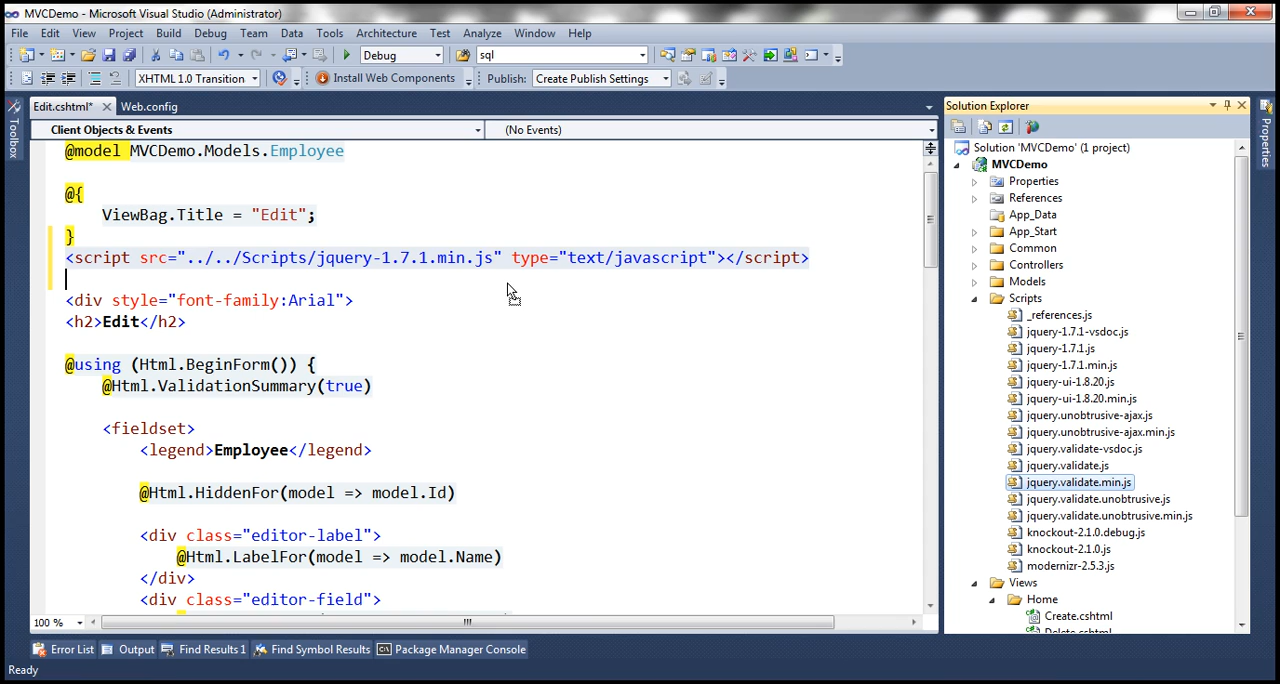 MVCDemo - Microsoft Visual Studio (Administrator)
File Edit View Project Build Debug Team Data Tools Architecture Test Analyze Window Help
Debug sql
XHTML 1.0 Transition Install Web Components Publish: Create Publish Settings
Edit.cshtml* Web.config
Client Objects & Events (No Events)
@model MVCDemo.Models.Employee
@{
ViewBag.Title = "Edit";
}
<script src="../../Scripts/jquery-1.7.1.min.js" type="text/javascript"></script>
<div style="font-family:Arial">
<h2>Edit</h2>
@using (Html.BeginForm()) {
@Html.ValidationSummary(true)
<fieldset>
<legend>Employee</legend>
@Html.HiddenFor(model => model.Id)
<div class="editor-label">
@Html.LabelFor(model => model.Name)
</div>
<div class="editor-field">
100 %
Toolbox
Solution Explorer
Solution 'MVCDemo' (1 project)
MVCDemo
Properties
References
App_Data
App_Start
Common
Controllers
Models
Scripts
_references.js
jquery-1.7.1-vsdoc.js
jquery-1.7.1.js
jquery-1.7.1.min.js
jquery-ui-1.8.20.js
jquery-ui-1.8.20.min.js
jquery.unobtrusive-ajax.js
jquery.unobtrusive-ajax.min.js
jquery.validate-vsdoc.js
jquery.validate.js
jquery.validate.min.js
jquery.validate.unobtrusive.js
jquery.validate.unobtrusive.min.js
knockout-2.1.0.debug.js
knockout-2.1.0.js
modernizr-2.5.3.js
Views
Home
Create.cshtml
Delete.cshtml
Properties
Error List Output Find Results 1 Find Symbol Results Package Manager Console
Ready